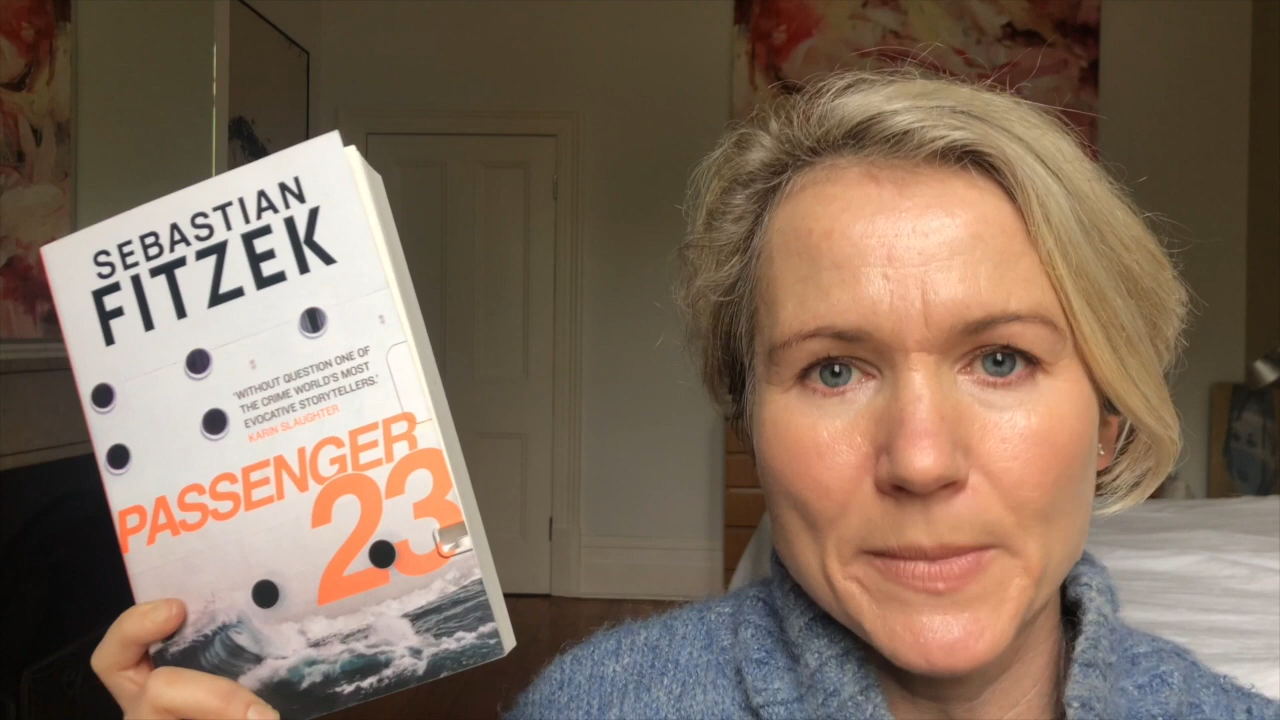 SEBASTIAN
FITZEK
'WITHOUT QUESTION ONE OF
THE CRIME WORLD'S MOST
EVOCATIVE STORYTELLERS.'
KARIN SLAUGHTER
PASSENGER
23